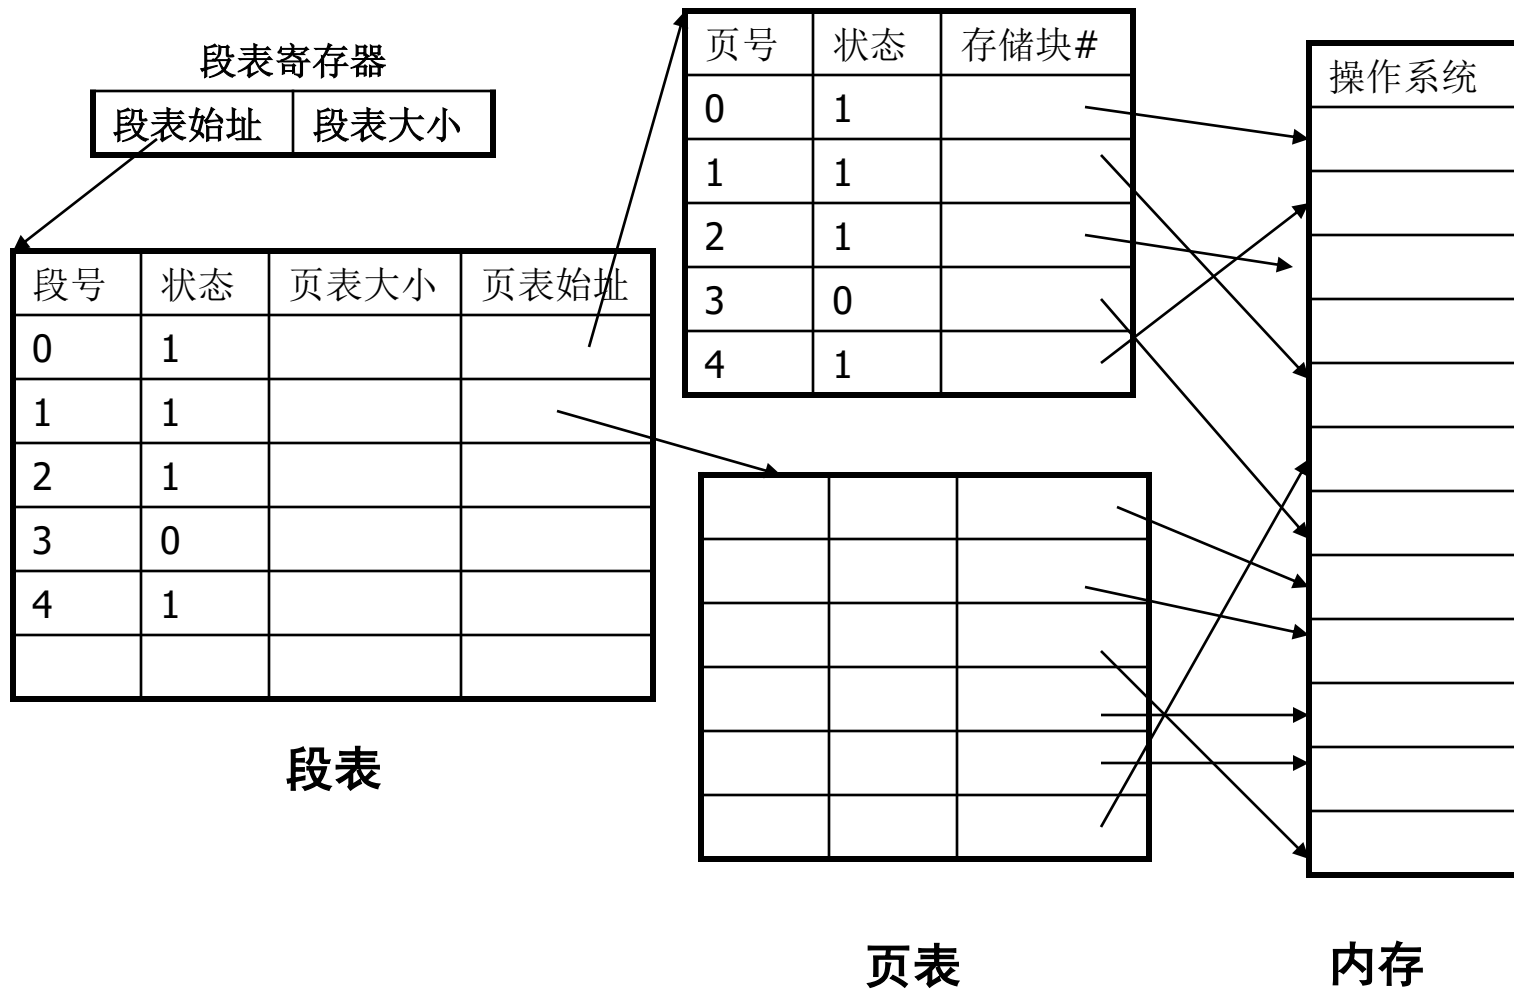 段表寄存器
段表始址 段表大小
段号 状态 页表大小 页表始址
0 1
1 1
2 1
3 0
4 1
段表
页号 状态 存储块#
0 1
1 1
2 1
3 0
4 1
页表
操作系统
内存